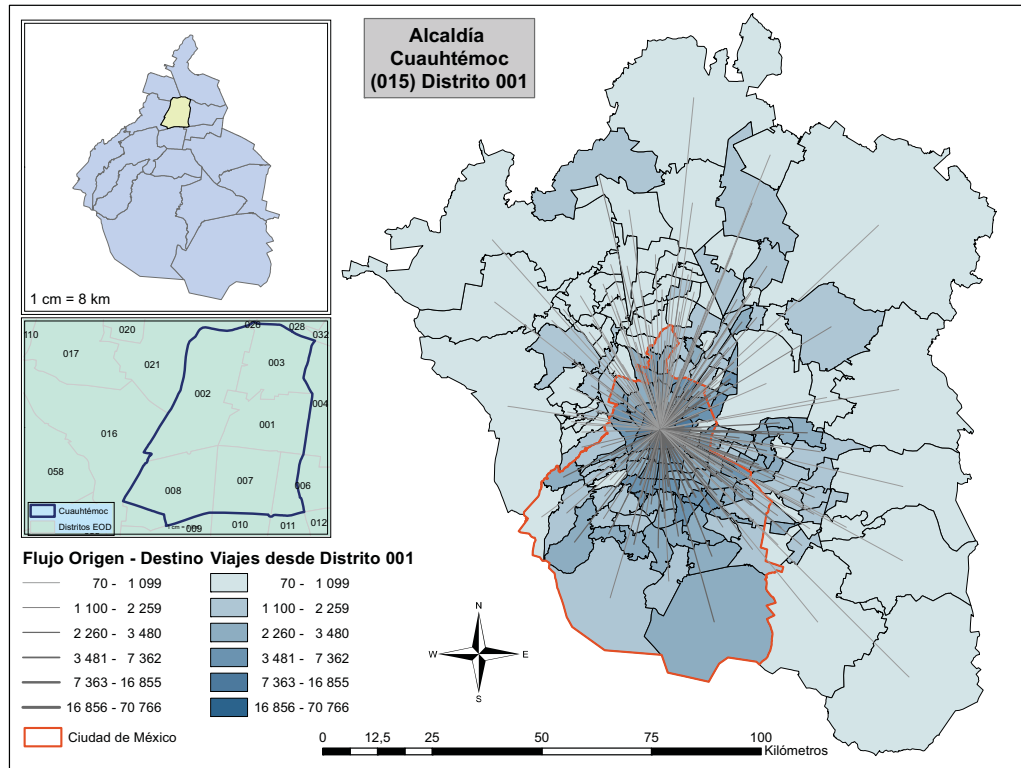 Alcaldía
Cuauhtémoc
(015) Distrito 001
1 cm = 8 km
110
020
026
028
032
017
021
003
002
004
001
016
058
008
007
006
009
010
011
012
Cuauhtémoc
Distritos EOD
Flujo Origen - Destino
70 - 1 099
1 100 - 2 259
2 260 - 3 480
3 481 - 7 362
7 363 - 16 855
16 856 - 70 766
Ciudad de México
Viajes desde Distrito 001
70 - 1 099
1 100 - 2 259
2 260 - 3 480
3 481 - 7 362
7 363 - 16 855
16 856 - 70 766
N
W
E
S
0
12,5
25
50
75
100
Kilómetros